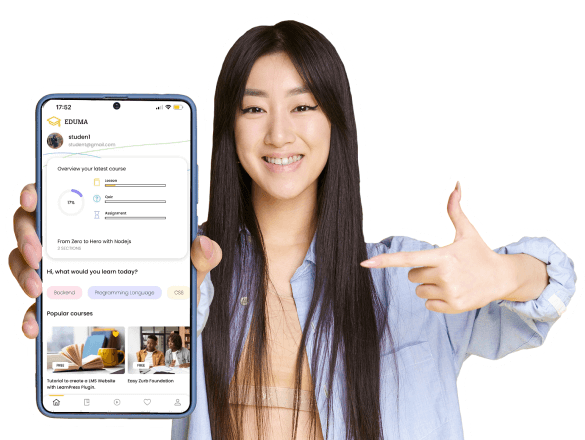 17:52
EDUMA
student
student@gmail.com
Overview your latest course
17%
Lesson
Quiz
Assignment
From Zero to Hero with Nodejs
Hi, what would you learn today?
Backend
Programming Language
CSS
Popular courses
FREE
FREE
Tutorial to create a LMS Website
with LearnPress Plugin.
Easy Zurb Foundation